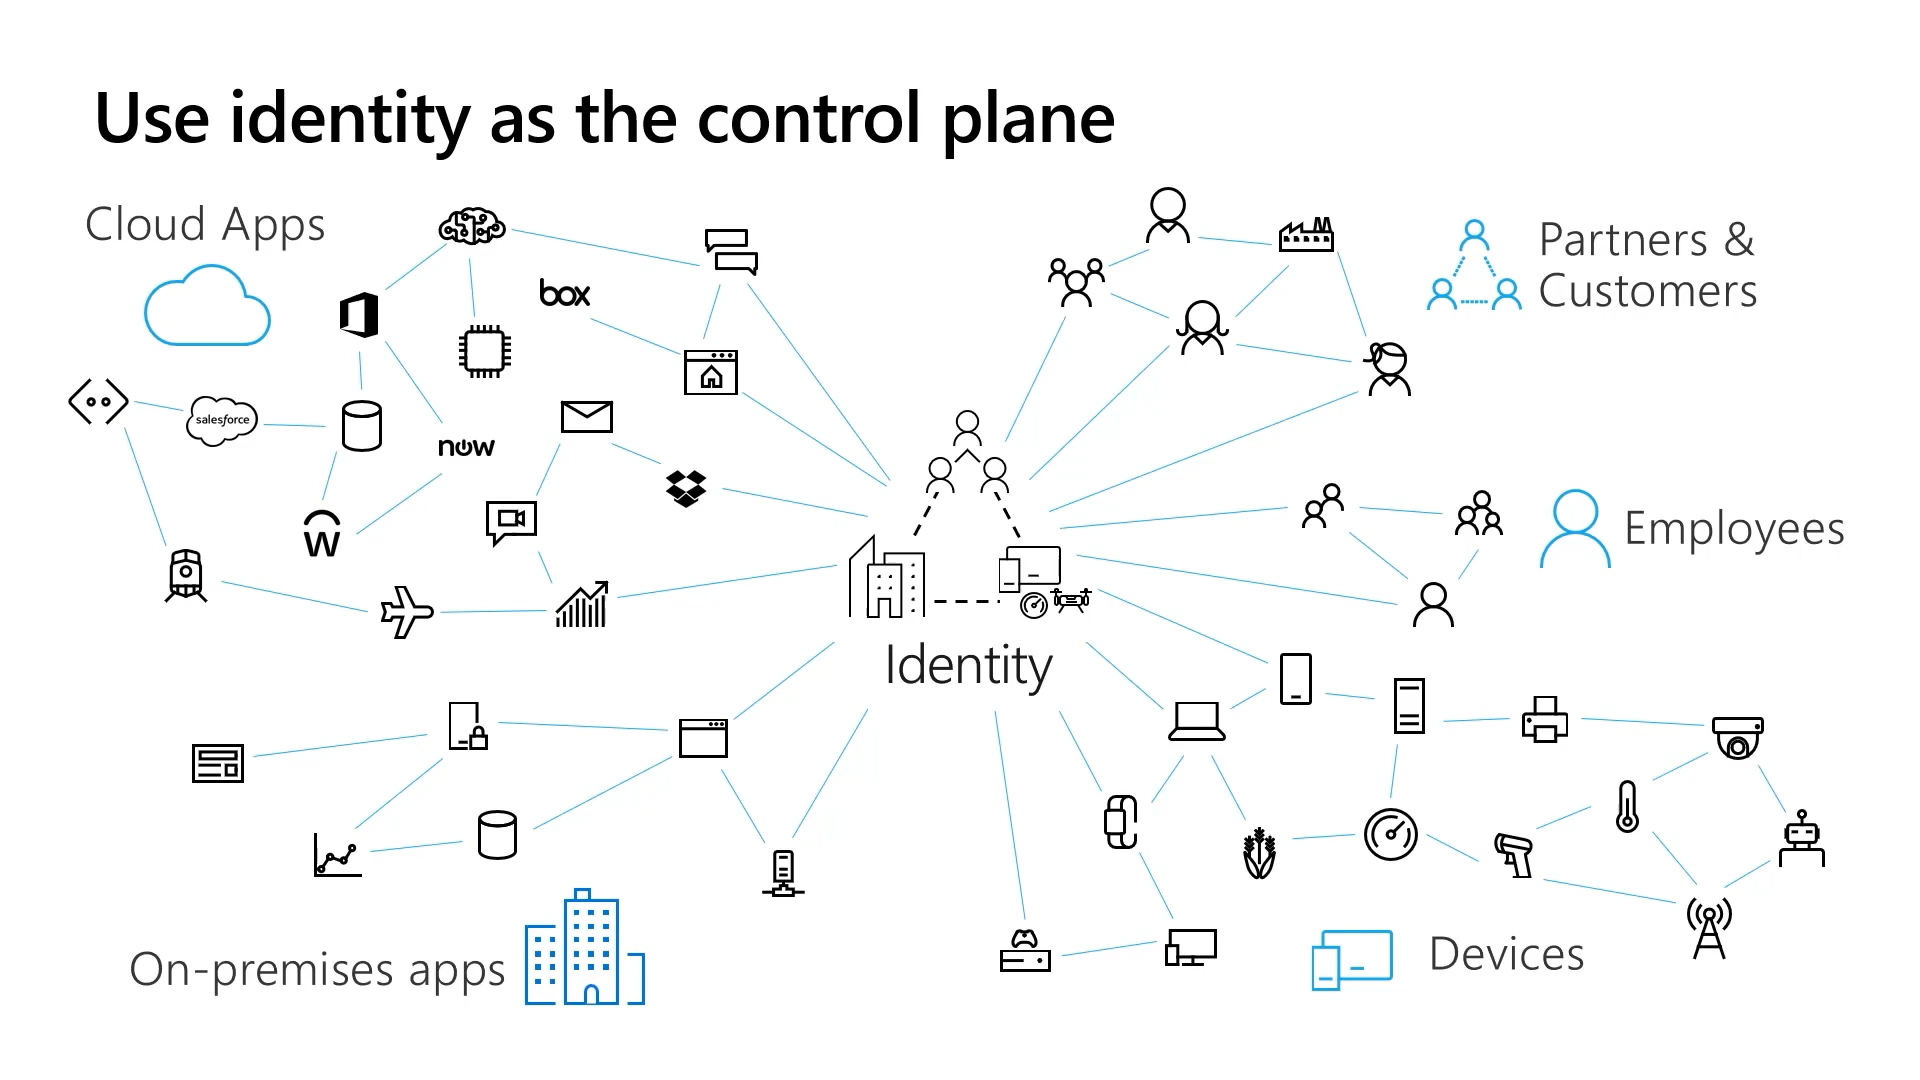 Use identity as the control plane
Cloud Apps
box
salesforce
now
W
Identity
Partners &
Customers
Employees
On-premises apps
Devices